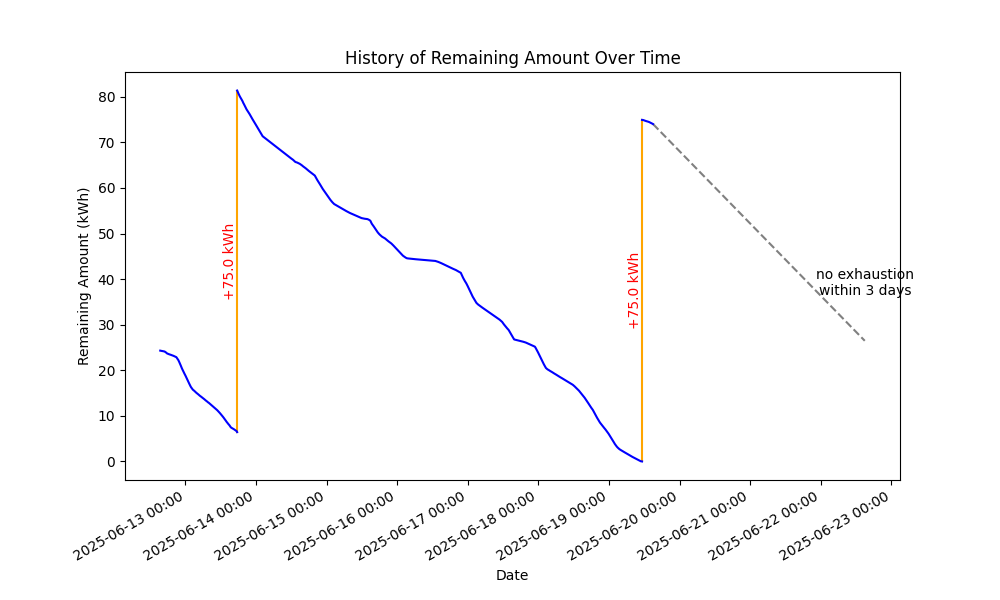 History of Remaining Amount Over Time
Remaining Amount (kWh)
80
70
60
50
40
30
20
10
0
+75.0 kWh
+75.0 kWh
no exhaustion
within 3 days
2025-06-13 00:00
2025-06-14 00:00
2025-06-15 00:00
2025-06-16 00:00
2025-06-17 00:00
2025-06-18 00:00
2025-06-19 00:00
2025-06-20 00:00
2025-06-21 00:00
2025-06-22 00:00
2025-06-23 00:00
Date